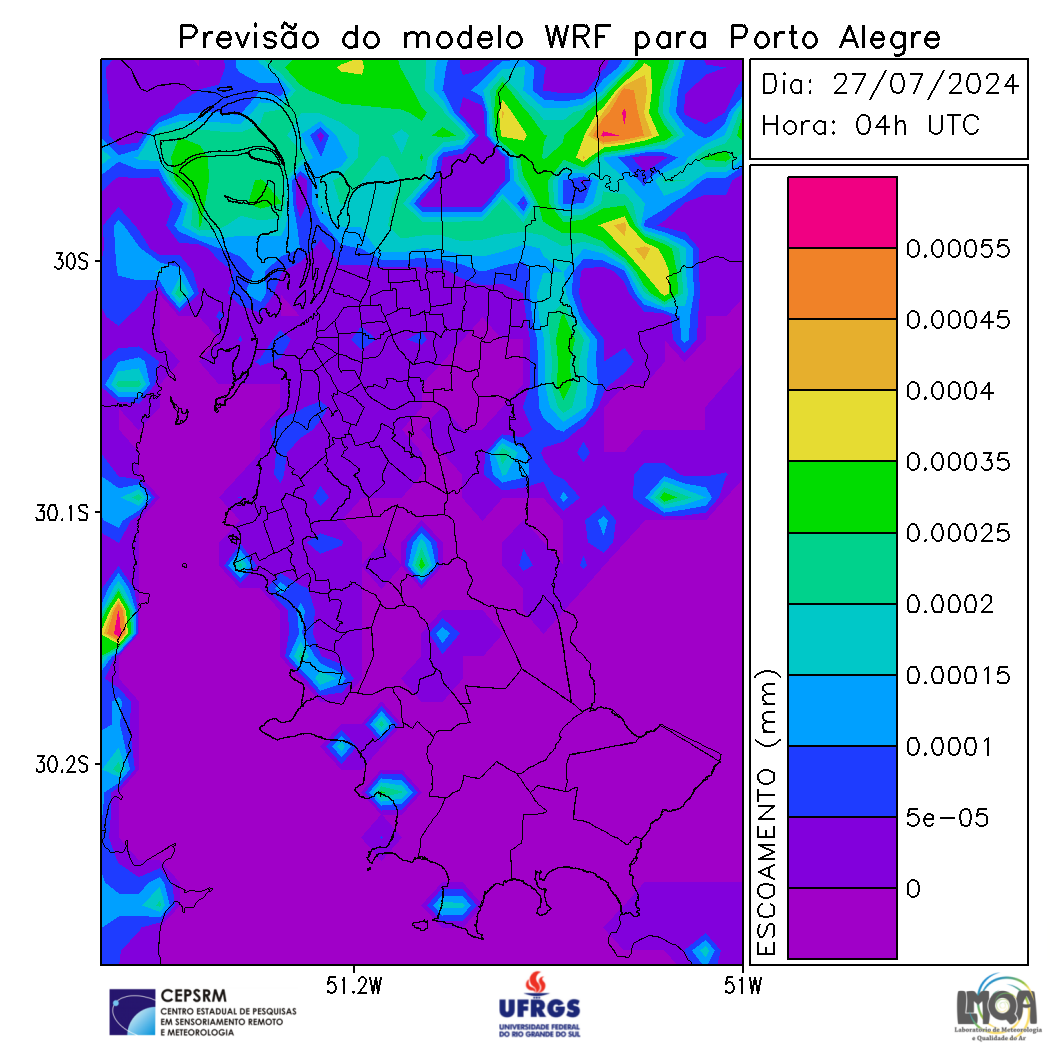 Previsão do modelo WRF para Porto Alegre
Dia: 27/07/2024
Hora: 04h UTC
30S
30.1S
30.2S
51.2W
51W
ESCOAMENTO (mm)
0.00055
0.00045
0.0004
0.00035
0.00025
0.0002
0.00015
0.0001
5e-05
0
CEPSRM
CENTRO ESTADUAL DE PESQUISAS
EM SENSORIAMENTO REMOTO
E METEOROLOGIA
UFRGS
UNIVERSIDADE FEDERAL
DO RIO GRANDE DO SUL
LMQA
Laboratório de Meteorologia
e Qualidade do Ar